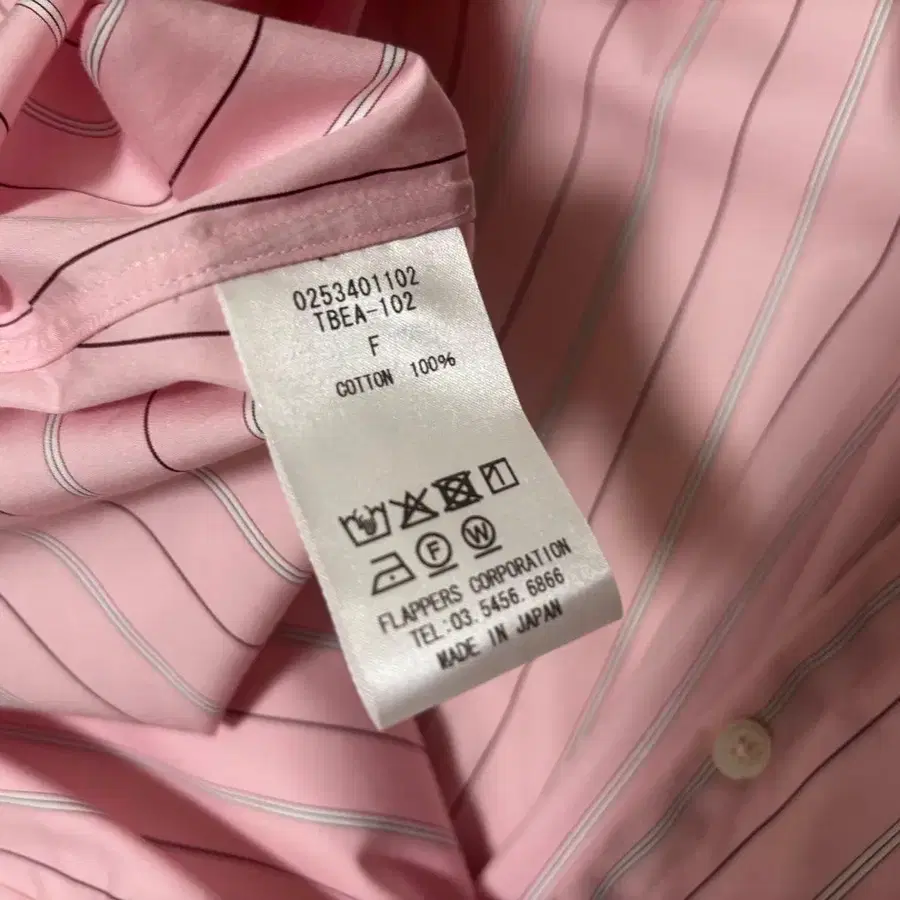 0253401102
TBEA-102
F
COTTON 100%
F W
FLAPPERS CORPORATION
TEL:03.5456.6866
MADE IN JAPAN